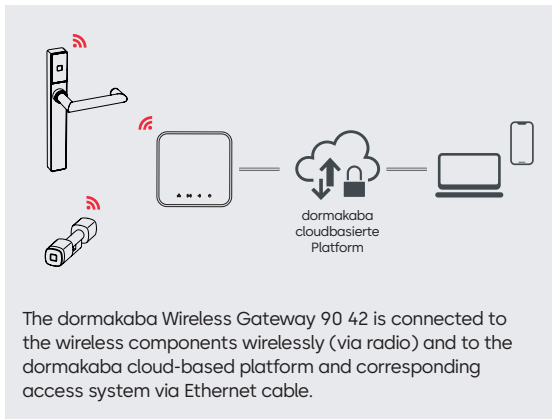 dormakaba
cloudbasierte
Platform
The dormakaba Wireless Gateway 90 42 is connected to
the wireless components wirelessly (via radio) and to the
dormakaba cloud-based platform and corresponding
access system via Ethernet cable.